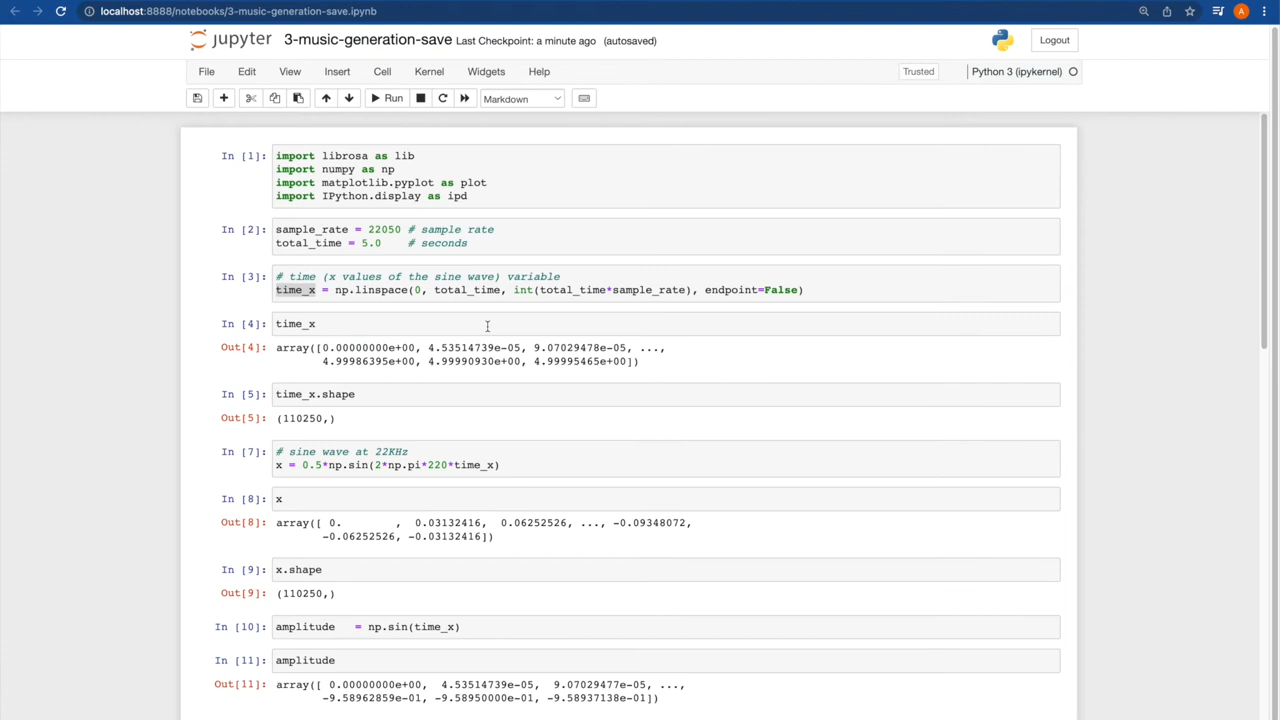 localhost:8888/notebooks/3-music-generation-save.ipynb
A
jupyter 3-music-generation-save Last Checkpoint: a minute ago (autosaved)
Logout
File Edit View Insert Cell Kernel Widgets Help
Trusted Python 3 (ipykernel)
Run Markdown
In [1]: import librosa as lib
import numpy as np
import matplotlib.pyplot as plot
import IPython.display as ipd
In [2]: sample_rate = 22050 # sample rate
total_time = 5.0 # seconds
In [3]: # time (x values of the sine wave) variable
time_x = np.linspace(0, total_time, int(total_time*sample_rate), endpoint=False)
In [4]: time_x
Out[4]: array([0.00000000e+00, 4.53514739e-05, 9.07029478e-05, ...,
4.99986395e+00, 4.99990930e+00, 4.99995465e+00])
In [5]: time_x.shape
Out[5]: (110250,)
In [7]: # sine wave at 22KHz
x = 0.5*np.sin(2*np.pi*220*time_x)
In [8]: x
Out[8]: array([ 0. , 0.03132416, 0.06252526, ..., -0.09348072,
-0.06252526, -0.03132416])
In [9]: x.shape
Out[9]: (110250,)
In [10]: amplitude = np.sin(time_x)
In [11]: amplitude
Out[11]: array([ 0.00000000e+00, 4.53514739e-05, 9.07029477e-05, ...,
-9.58962859e-01, -9.58950000e-01, -9.58937138e-01])